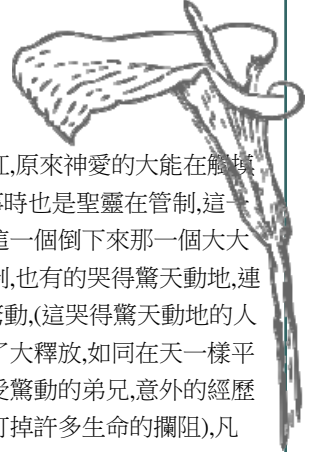 紅,原來神愛的大能在觸摸
事時也是聖靈在管制,這一
這一個倒下來那一個大大
制,也有的哭得驚天動地,連
驚動,(這哭得驚天動地的人
了大釋放,如同在天一樣平
受驚動的弟兄,意外的經歷
打掉許多生命的攔阻),凡